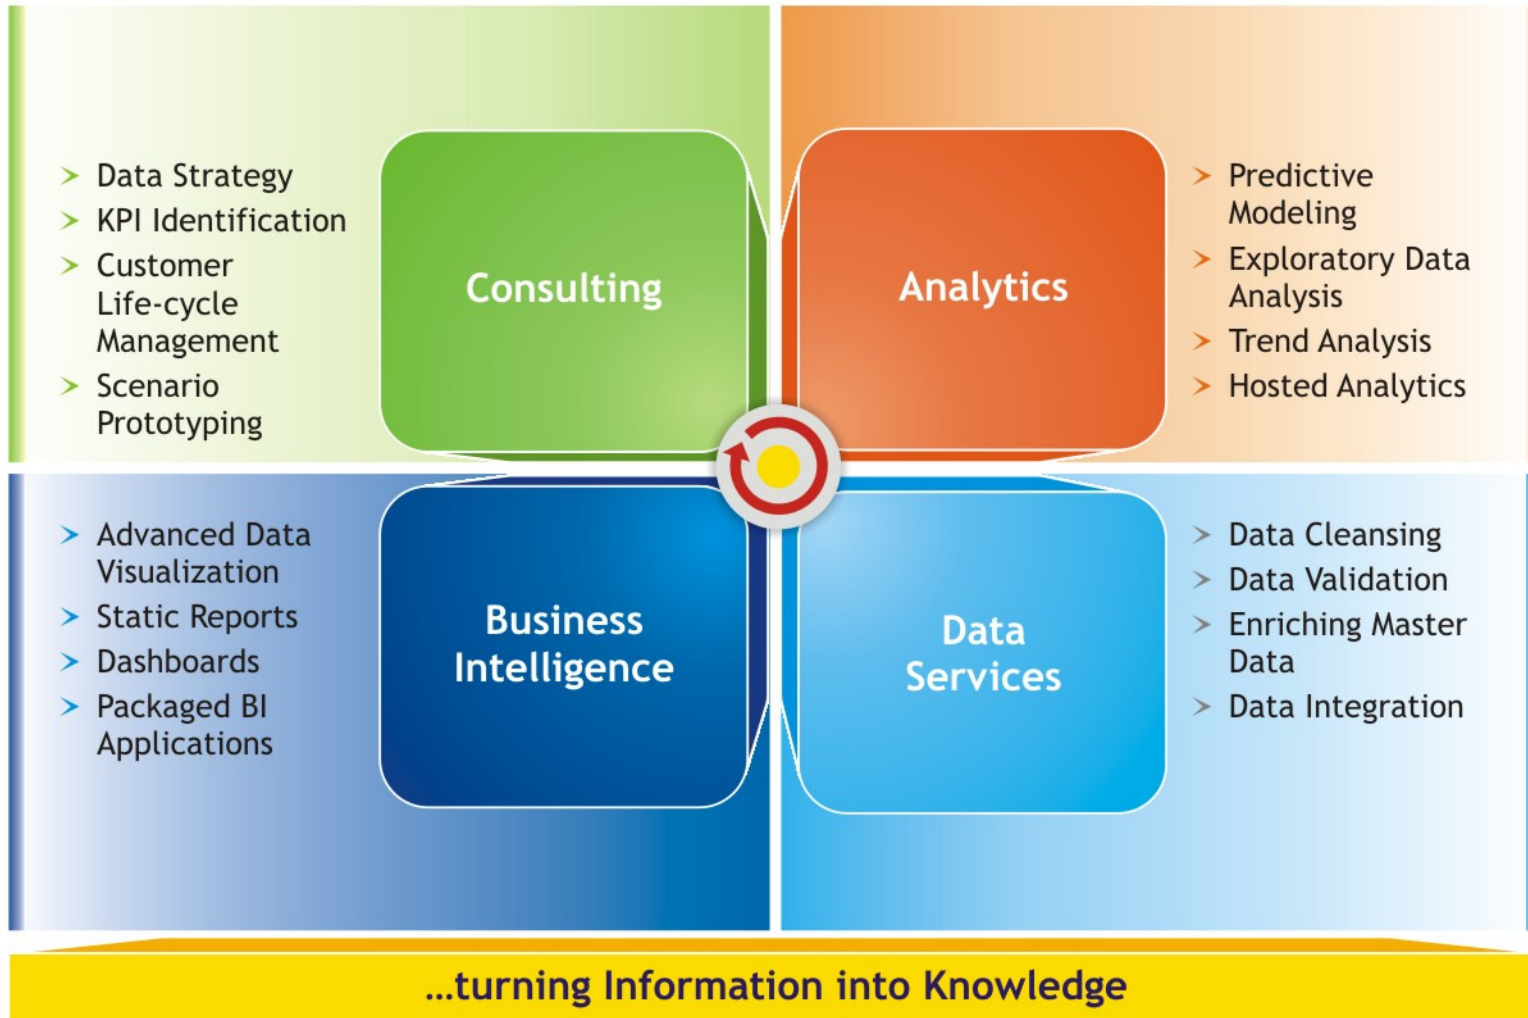 Data Strategy
KPI Identification
Customer
Life-cycle
Management
Scenario
Prototyping
Consulting
Analytics
Predictive
Modeling
Exploratory Data
Analysis
Trend Analysis
Hosted Analytics
Advanced Data
Visualization
Static Reports
Dashboards
Packaged BI
Applications
Business
Intelligence
Data
Services
Data Cleansing
Data Validation
Enriching Master
Data
Data Integration
...turning Information into Knowledge